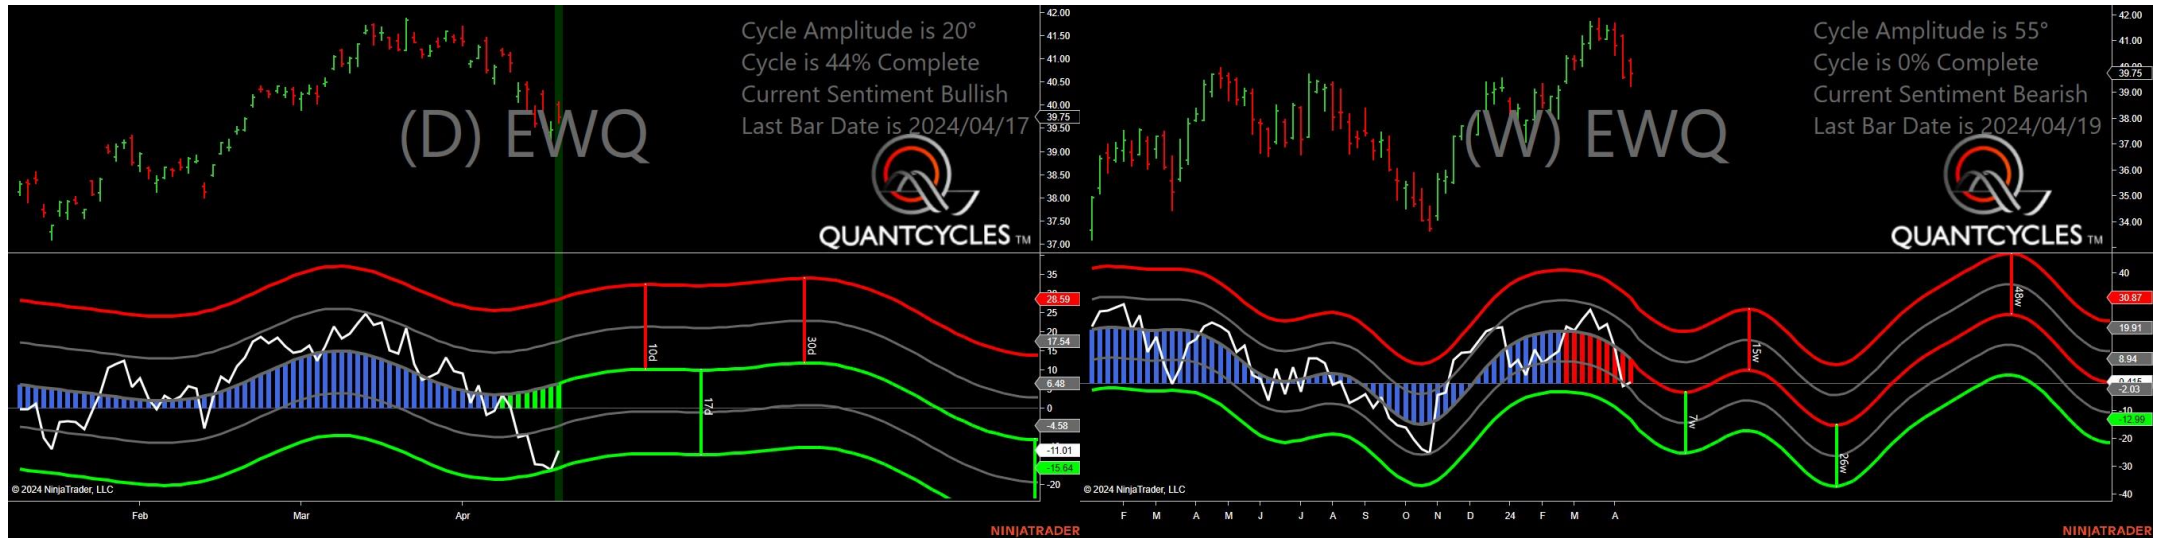 Cycle Amplitude is 20°
Cycle is 44% Complete
Current Sentiment Bullish
Last Bar Date is 2024/04/17
(D) EWQ
QUANTCYCLES TM
42.00
41.50
41.00
40.50
40.00
39.75
39.50
39.00
38.50
38.00
37.50
37.00
35
30
28.59
25
20
17.54
15
10
6.48
5
0
-4.58
-11.01
-15.64
-20
10d
17d
30d
© 2024 NinjaTrader, LLC
Feb
Mar
Apr
NINJATRADER
Cycle Amplitude is 55°
Cycle is 0% Complete
Current Sentiment Bearish
Last Bar Date is 2024/04/19
(W) EWQ
QUANTCYCLES TM
42.00
41.00
40.00
39.75
39.00
38.00
37.00
36.00
35.00
34.00
40
30.87
19.91
8.94
0.415
-2.03
-10
-12.99
-20
-30
-40
7w
15w
26w
48w
© 2024 NinjaTrader, LLC
F
M
A
M
J
J
A
S
O
N
D
24
F
M
A
NINJATRADER